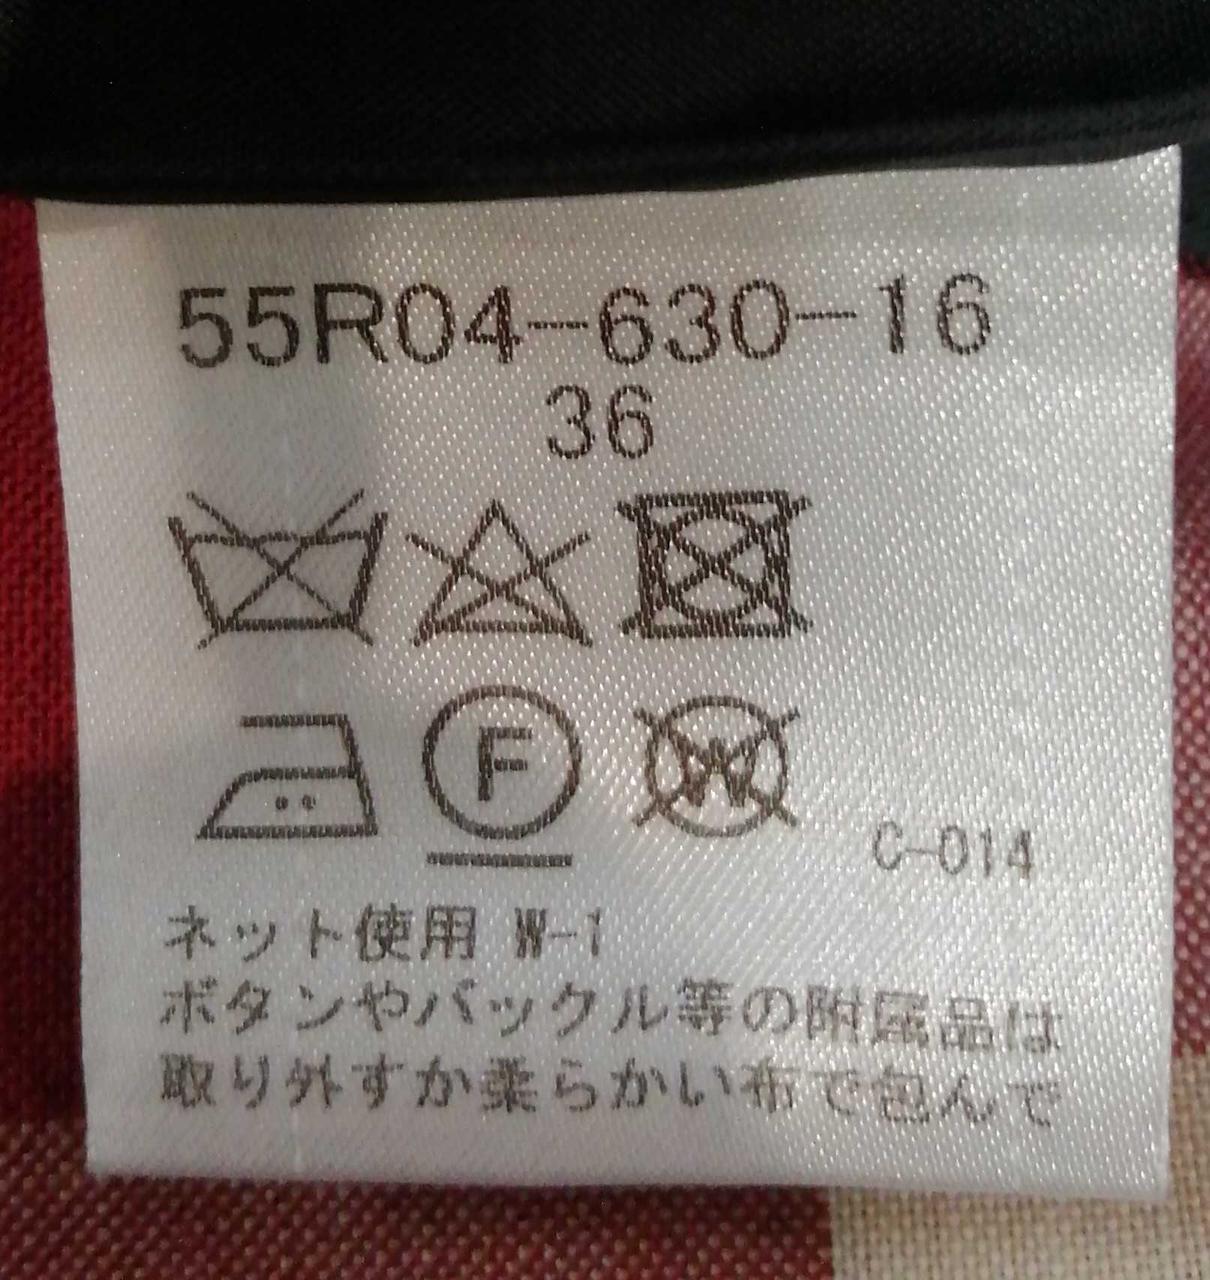 55R04-630-16
36
F
W
C-014
ネット使用 W-1
ボタンやバックル等の附属品は
取り外すか柔らかい布で包んで